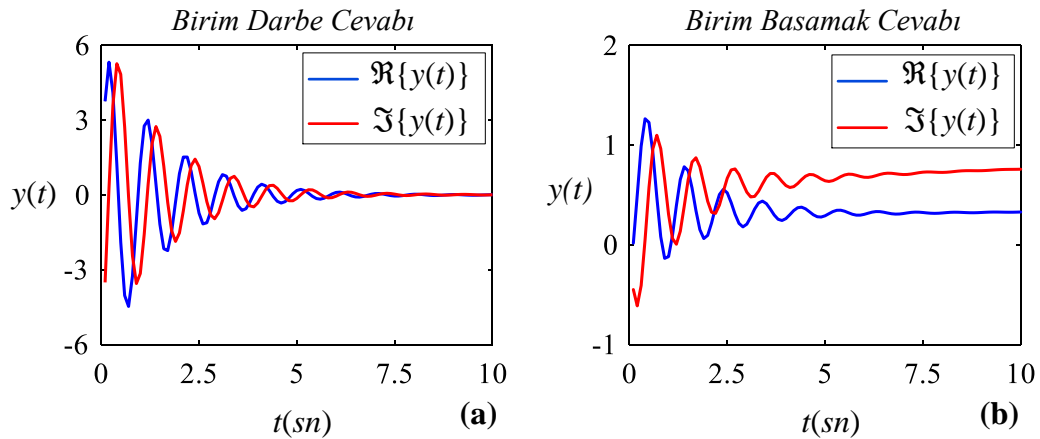 Birim Darbe Cevabı
6
3
0
-3
-6
y(t)
ℜ{y(t)}
ℑ{y(t)}
0
2.5
5
7.5
10
t(sn)
(a)
Birim Basamak Cevabı
2
1
0
-1
y(t)
ℜ{y(t)}
ℑ{y(t)}
0
2.5
5
7.5
10
t(sn)
(b)